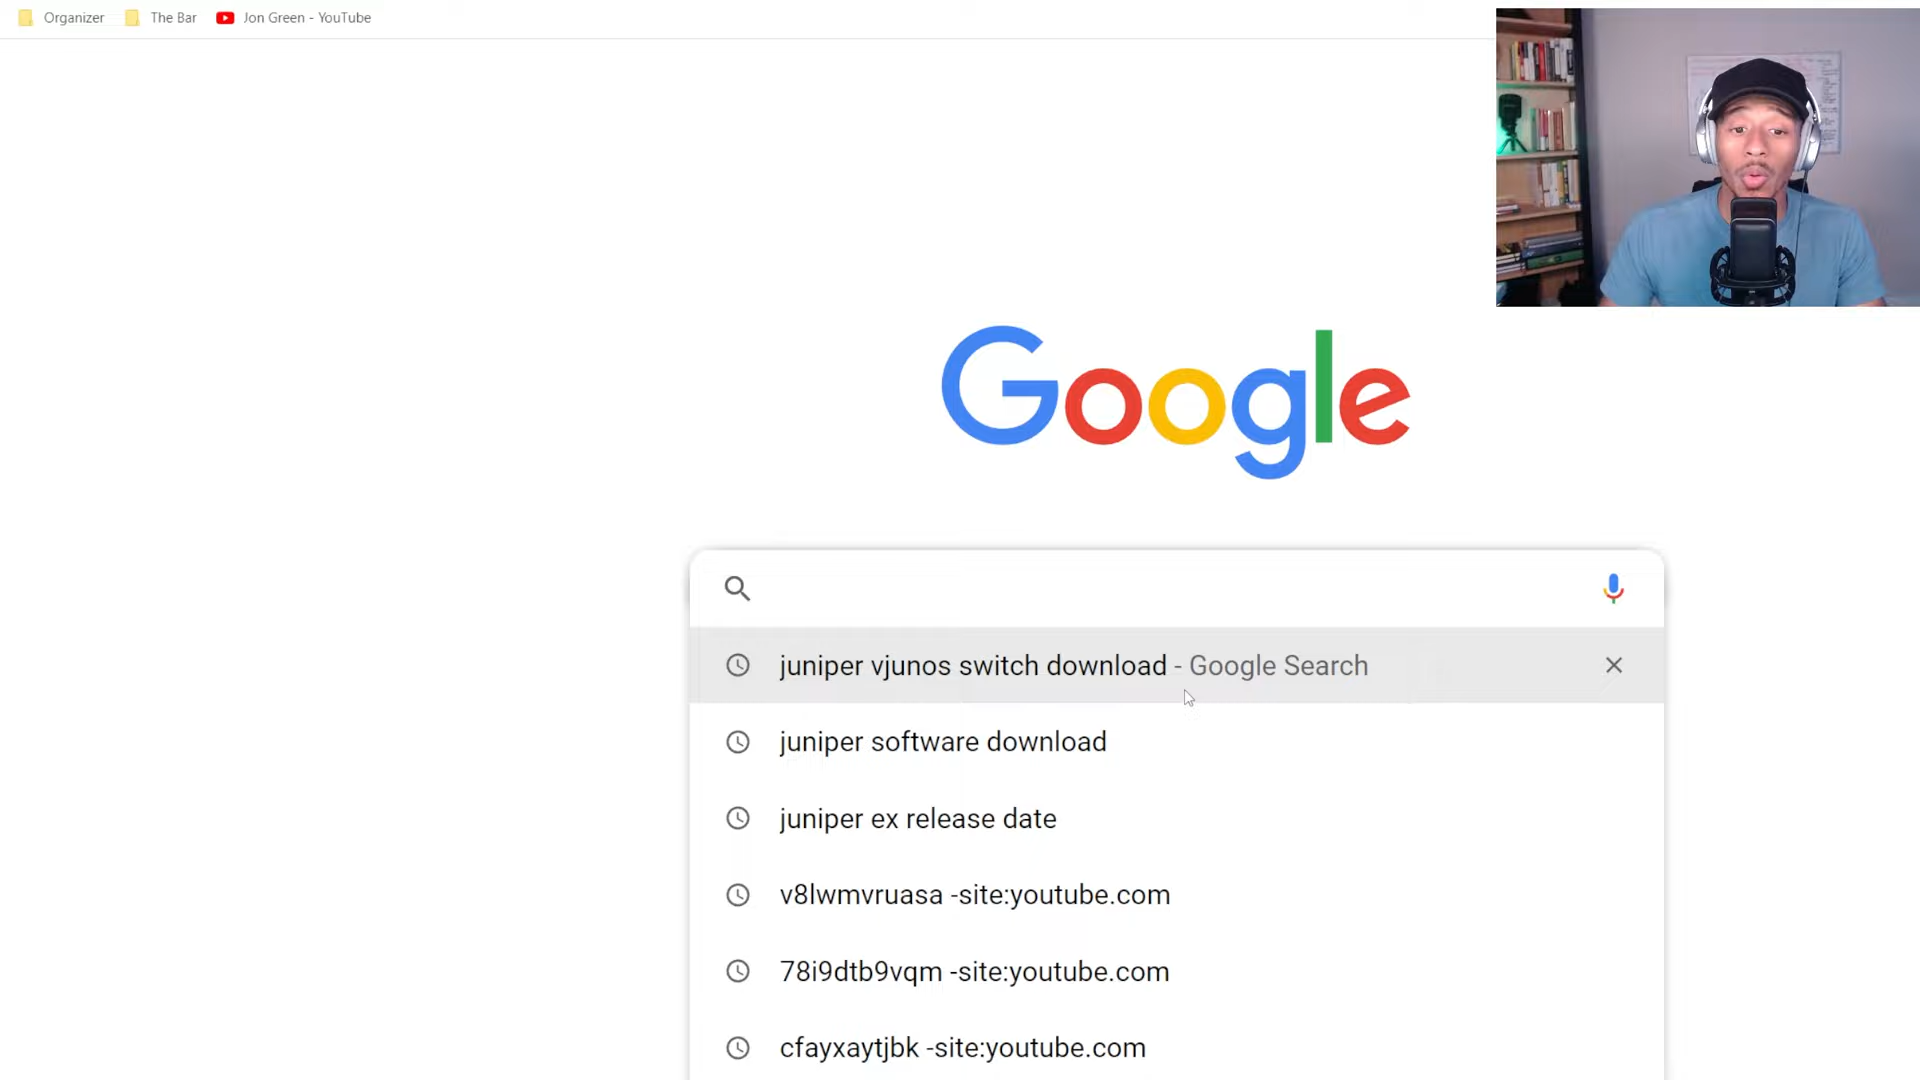 Organizer
The Bar
Jon Green - YouTube
Google
juniper vjunos switch download - Google Search
juniper software download
juniper ex release date
v8lwmvruasa -site:youtube.com
78i9dtb9vqm -site:youtube.com
cfayxaytjbk -site:youtube.com